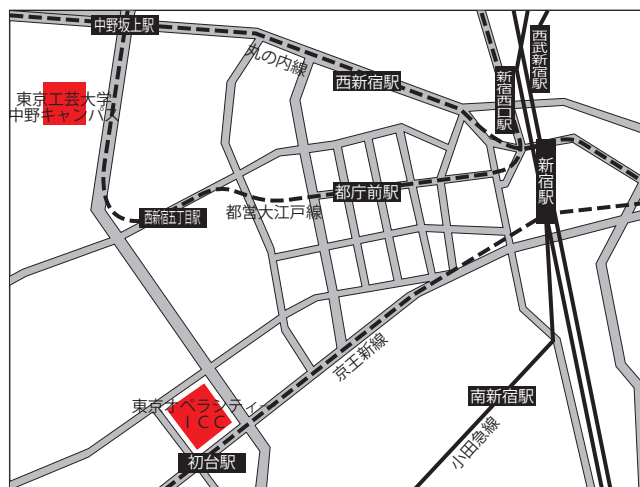 中野坂上駅
丸の内線
西新宿駅
新宿西口駅
西武新宿駅
東京工芸大学
中野キャンパス
新宿駅
都庁前駅
西新宿五丁目駅
都営大江戸線
京王新線
南新宿駅
東京オペラシティ
ICC
小田急線
初台駅